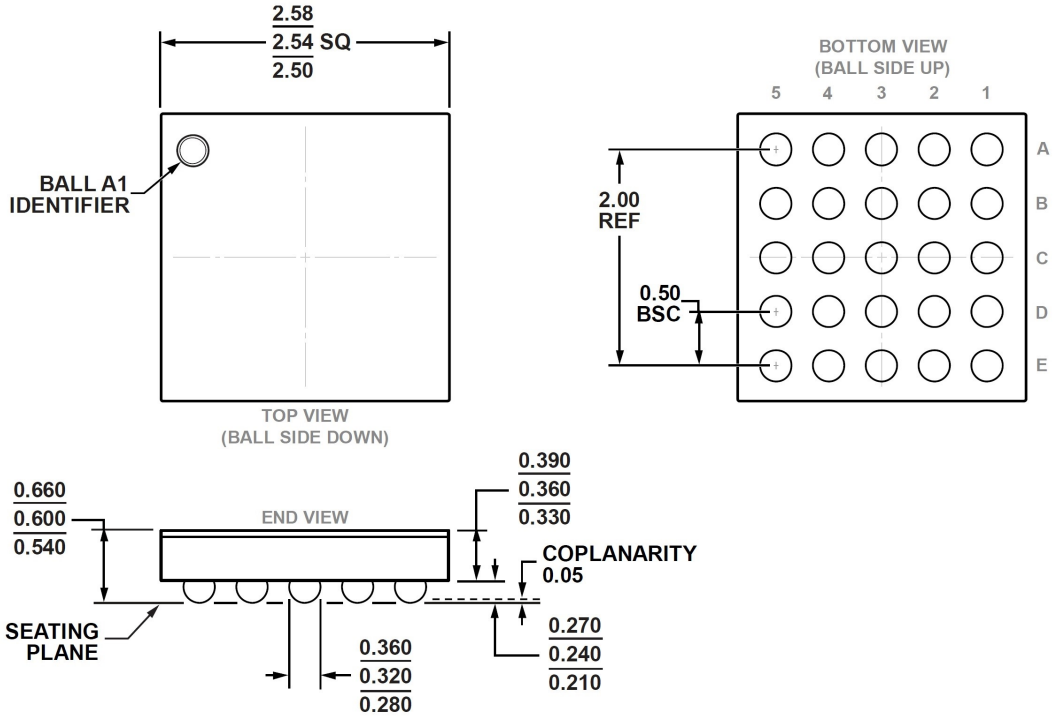 2.58
2.54 SQ
2.50
BALL A1
IDENTIFIER
TOP VIEW
(BALL SIDE DOWN)
BOTTOM VIEW
(BALL SIDE UP)
5 4 3 2 1
A
B
C
D
E
2.00
REF
0.50
BSC
0.660
0.600
0.540
END VIEW
0.390
0.360
0.330
COPLANARITY
0.05
SEATING
PLANE
0.360
0.320
0.280
0.270
0.240
0.210